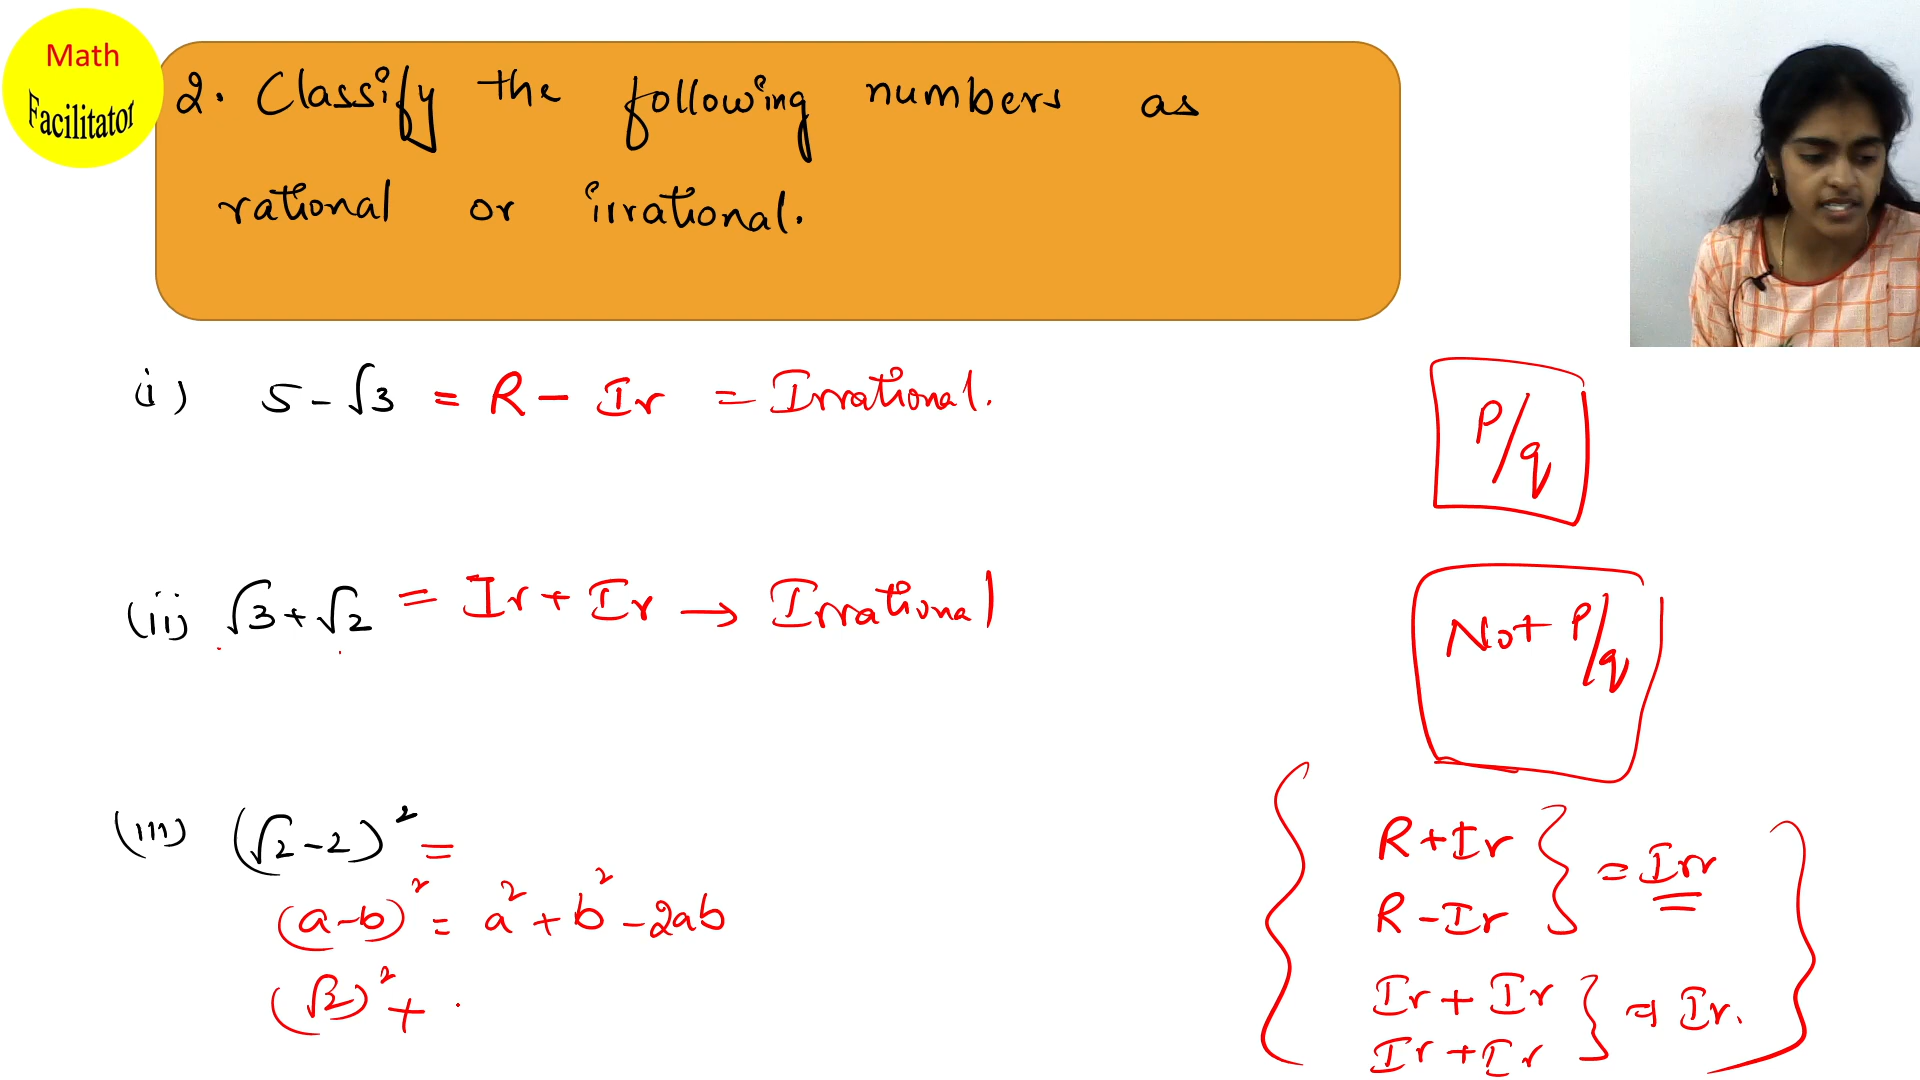 Math
Facilitator
2. Classify the following numbers as
rational or irrational.
(i) 5 - √3 = R - Ir = Irrational.
P/q
(ii) √3 + √2 = Ir + Ir → Irrational
Not P/q
(iii) (√2 - 2)² =
(a-b)² = a² + b² - 2ab
(√2)² + .
R + Ir
R - Ir } = Irr
Ir + Ir
Ir + Ir } = Ir.